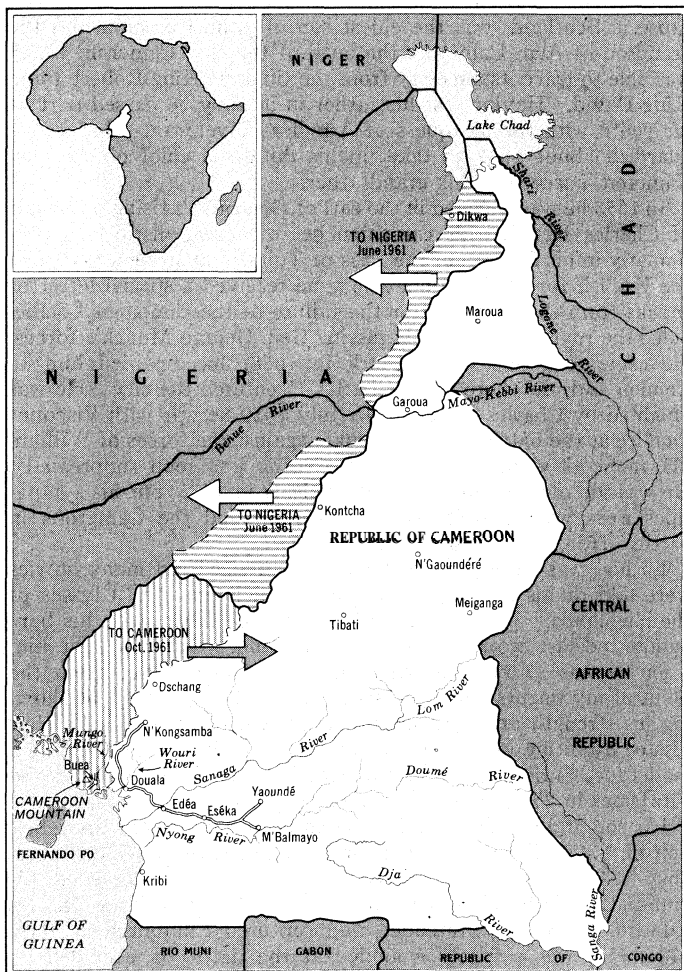 NIGER
Lake Chad
Shari River
CHAD
Dikwa
TO NIGERIA
June 1961
Maroua
Logone River
NIGERIA
Mayo-Kebbi River
Garoua
Benue River
TO NIGERIA
June 1961
Kontcha
REPUBLIC OF CAMEROON
N'Gaoundéré
CENTRAL
AFRICAN
REPUBLIC
Meiganga
Tibati
TO CAMEROON
Oct. 1961
Dschang
Lom River
N'Kongsamba
Mungo
River
Wouri
River
Sanaga River
Buea
Doumé River
Douala
Yaoundé
CAMEROON
MOUNTAIN
Edéa
Eséka
Nyong River
M'Balmayo
FERNANDO PO
Kribi
Dja River
Sanga River
GULF OF
GUINEA
RIO MUNI
GABON
REPUBLIC OF CONGO